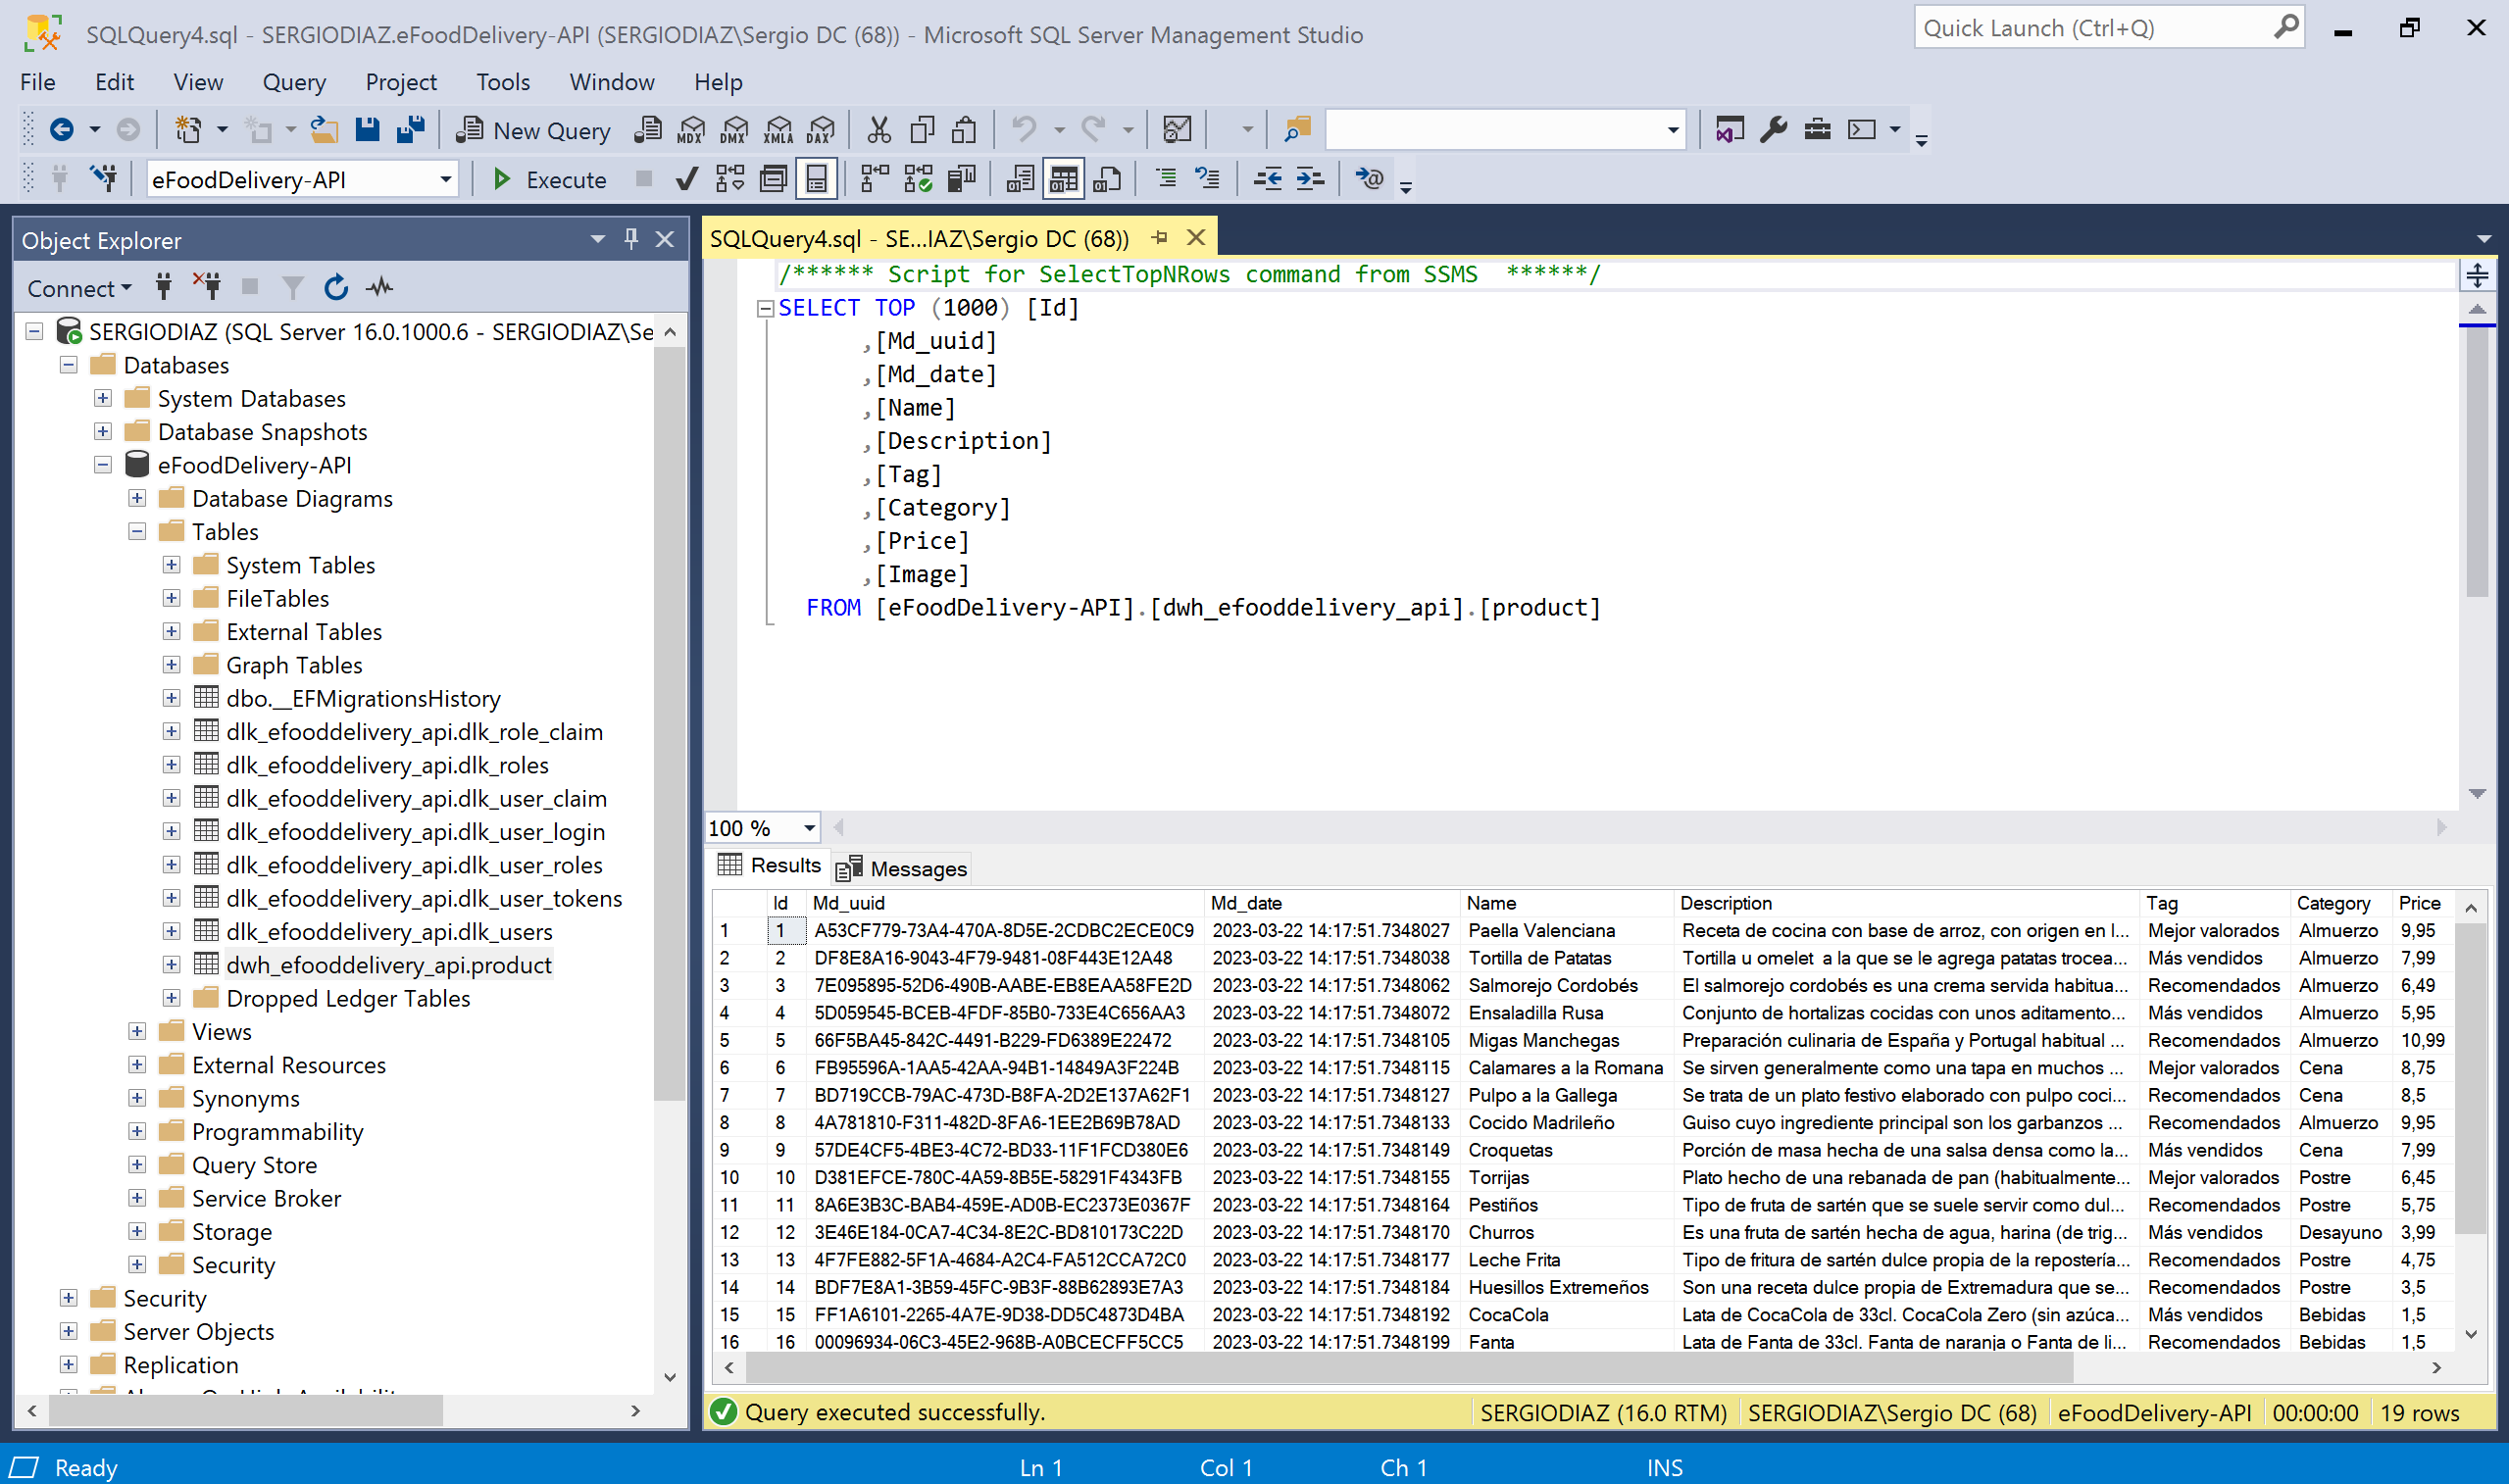 SQLQuery4.sql - SERGIODIAZ.eFoodDelivery-API (SERGIODIAZ\Sergio DC (68)) - Microsoft SQL Server Management Studio
Quick Launch (Ctrl+Q)
File Edit View Query Project Tools Window Help
New Query MDX DMX XMLA DAX
eFoodDelivery-API Execute
Object Explorer
Connect
SERGIODIAZ (SQL Server 16.0.1000.6 - SERGIODIAZ\Se
Databases
System Databases
Database Snapshots
eFoodDelivery-API
Database Diagrams
Tables
System Tables
FileTables
External Tables
Graph Tables
dbo.__EFMigrationsHistory
dlk_efooddelivery_api.dlk_role_claim
dlk_efooddelivery_api.dlk_roles
dlk_efooddelivery_api.dlk_user_claim
dlk_efooddelivery_api.dlk_user_login
dlk_efooddelivery_api.dlk_user_roles
dlk_efooddelivery_api.dlk_user_tokens
dlk_efooddelivery_api.dlk_users
dwh_efooddelivery_api.product
Dropped Ledger Tables
Views
External Resources
Synonyms
Programmability
Query Store
Service Broker
Storage
Security
Security
Server Objects
Replication
SQLQuery4.sql - SE...IAZ\Sergio DC (68))
/****** Script for SelectTopNRows command from SSMS  ******/
SELECT TOP (1000) [Id]
,[Md_uuid]
,[Md_date]
,[Name]
,[Description]
,[Tag]
,[Category]
,[Price]
,[Image]
FROM [eFoodDelivery-API].[dwh_efooddelivery_api].[product]
100 %
Results Messages
Id Md_uuid Md_date Name Description Tag Category Price
1 1 A53CF779-73A4-470A-8D5E-2CDBC2ECE0C9 2023-03-22 14:17:51.7348027 Paella Valenciana Receta de cocina con base de arroz, con origen en l... Mejor valorados Almuerzo 9,95
2 2 DF8E8A16-9043-4F79-9481-08F443E12A48 2023-03-22 14:17:51.7348038 Tortilla de Patatas Tortilla u omelet  a la que se le agrega patatas trocea... Más vendidos Almuerzo 7,99
3 3 7E095895-52D6-490B-AABE-EB8EAA58FE2D 2023-03-22 14:17:51.7348062 Salmorejo Cordobés El salmorejo cordobés es una crema servida habitua... Recomendados Almuerzo 6,49
4 4 5D059545-BCEB-4FDF-85B0-733E4C656AA3 2023-03-22 14:17:51.7348072 Ensaladilla Rusa Conjunto de hortalizas cocidas con unos aditamento... Más vendidos Almuerzo 5,95
5 5 66F5BA45-842C-4491-B229-FD6389E22472 2023-03-22 14:17:51.7348105 Migas Manchegas Preparación culinaria de España y Portugal habitual ... Recomendados Almuerzo 10,99
6 6 FB95596A-1AA5-42AA-94B1-14849A3F224B 2023-03-22 14:17:51.7348115 Calamares a la Romana Se sirven generalmente como una tapa en muchos ... Mejor valorados Cena 8,75
7 7 BD719CCB-79AC-473D-B8FA-2D2E137A62F1 2023-03-22 14:17:51.7348127 Pulpo a la Gallega Se trata de un plato festivo elaborado con pulpo coci... Recomendados Cena 8,5
8 8 4A781810-F311-482D-8FA6-1EE2B69B78AD 2023-03-22 14:17:51.7348133 Cocido Madrileño Guiso cuyo ingrediente principal son los garbanzos ... Recomendados Almuerzo 9,95
9 9 57DE4CF5-4BE3-4C72-BD33-11F1FCD380E6 2023-03-22 14:17:51.7348149 Croquetas Porción de masa hecha de una salsa densa como la... Más vendidos Cena 7,99
10 10 D381EFCE-780C-4A59-8B5E-58291F4343FB 2023-03-22 14:17:51.7348155 Torrijas Plato hecho de una rebanada de pan (habitualmente... Mejor valorados Postre 6,45
11 11 8A6E3B3C-BAB4-459E-AD0B-EC2373E0367F 2023-03-22 14:17:51.7348164 Pestiños Tipo de fruta de sartén que se suele servir como dul... Recomendados Postre 5,75
12 12 3E46E184-0CA7-4C34-8E2C-BD810173C22D 2023-03-22 14:17:51.7348170 Churros Es una fruta de sartén hecha de agua, harina (de trig... Más vendidos Desayuno 3,99
13 13 4F7FE882-5F1A-4684-A2C4-FA512CCA72C0 2023-03-22 14:17:51.7348177 Leche Frita Tipo de fritura de sartén dulce propia de la repostería... Recomendados Postre 4,75
14 14 BDF7E8A1-3B59-45FC-9B3F-88B62893E7A3 2023-03-22 14:17:51.7348184 Huesillos Extremeños Son una receta dulce propia de Extremadura que se... Recomendados Postre 3,5
15 15 FF1A6101-2265-4A7E-9D38-DD5C4873D4BA 2023-03-22 14:17:51.7348192 CocaCola Lata de CocaCola de 33cl. CocaCola Zero (sin azúca... Más vendidos Bebidas 1,5
16 16 00096934-06C3-45E2-968B-A0BCECFF5CC5 2023-03-22 14:17:51.7348199 Fanta Lata de Fanta de 33cl. Fanta de naranja o Fanta de li... Recomendados Bebidas 1,5
Query executed successfully. SERGIODIAZ (16.0 RTM) SERGIODIAZ\Sergio DC (68) eFoodDelivery-API 00:00:00 19 rows
Ready Ln 1 Col 1 Ch 1 INS